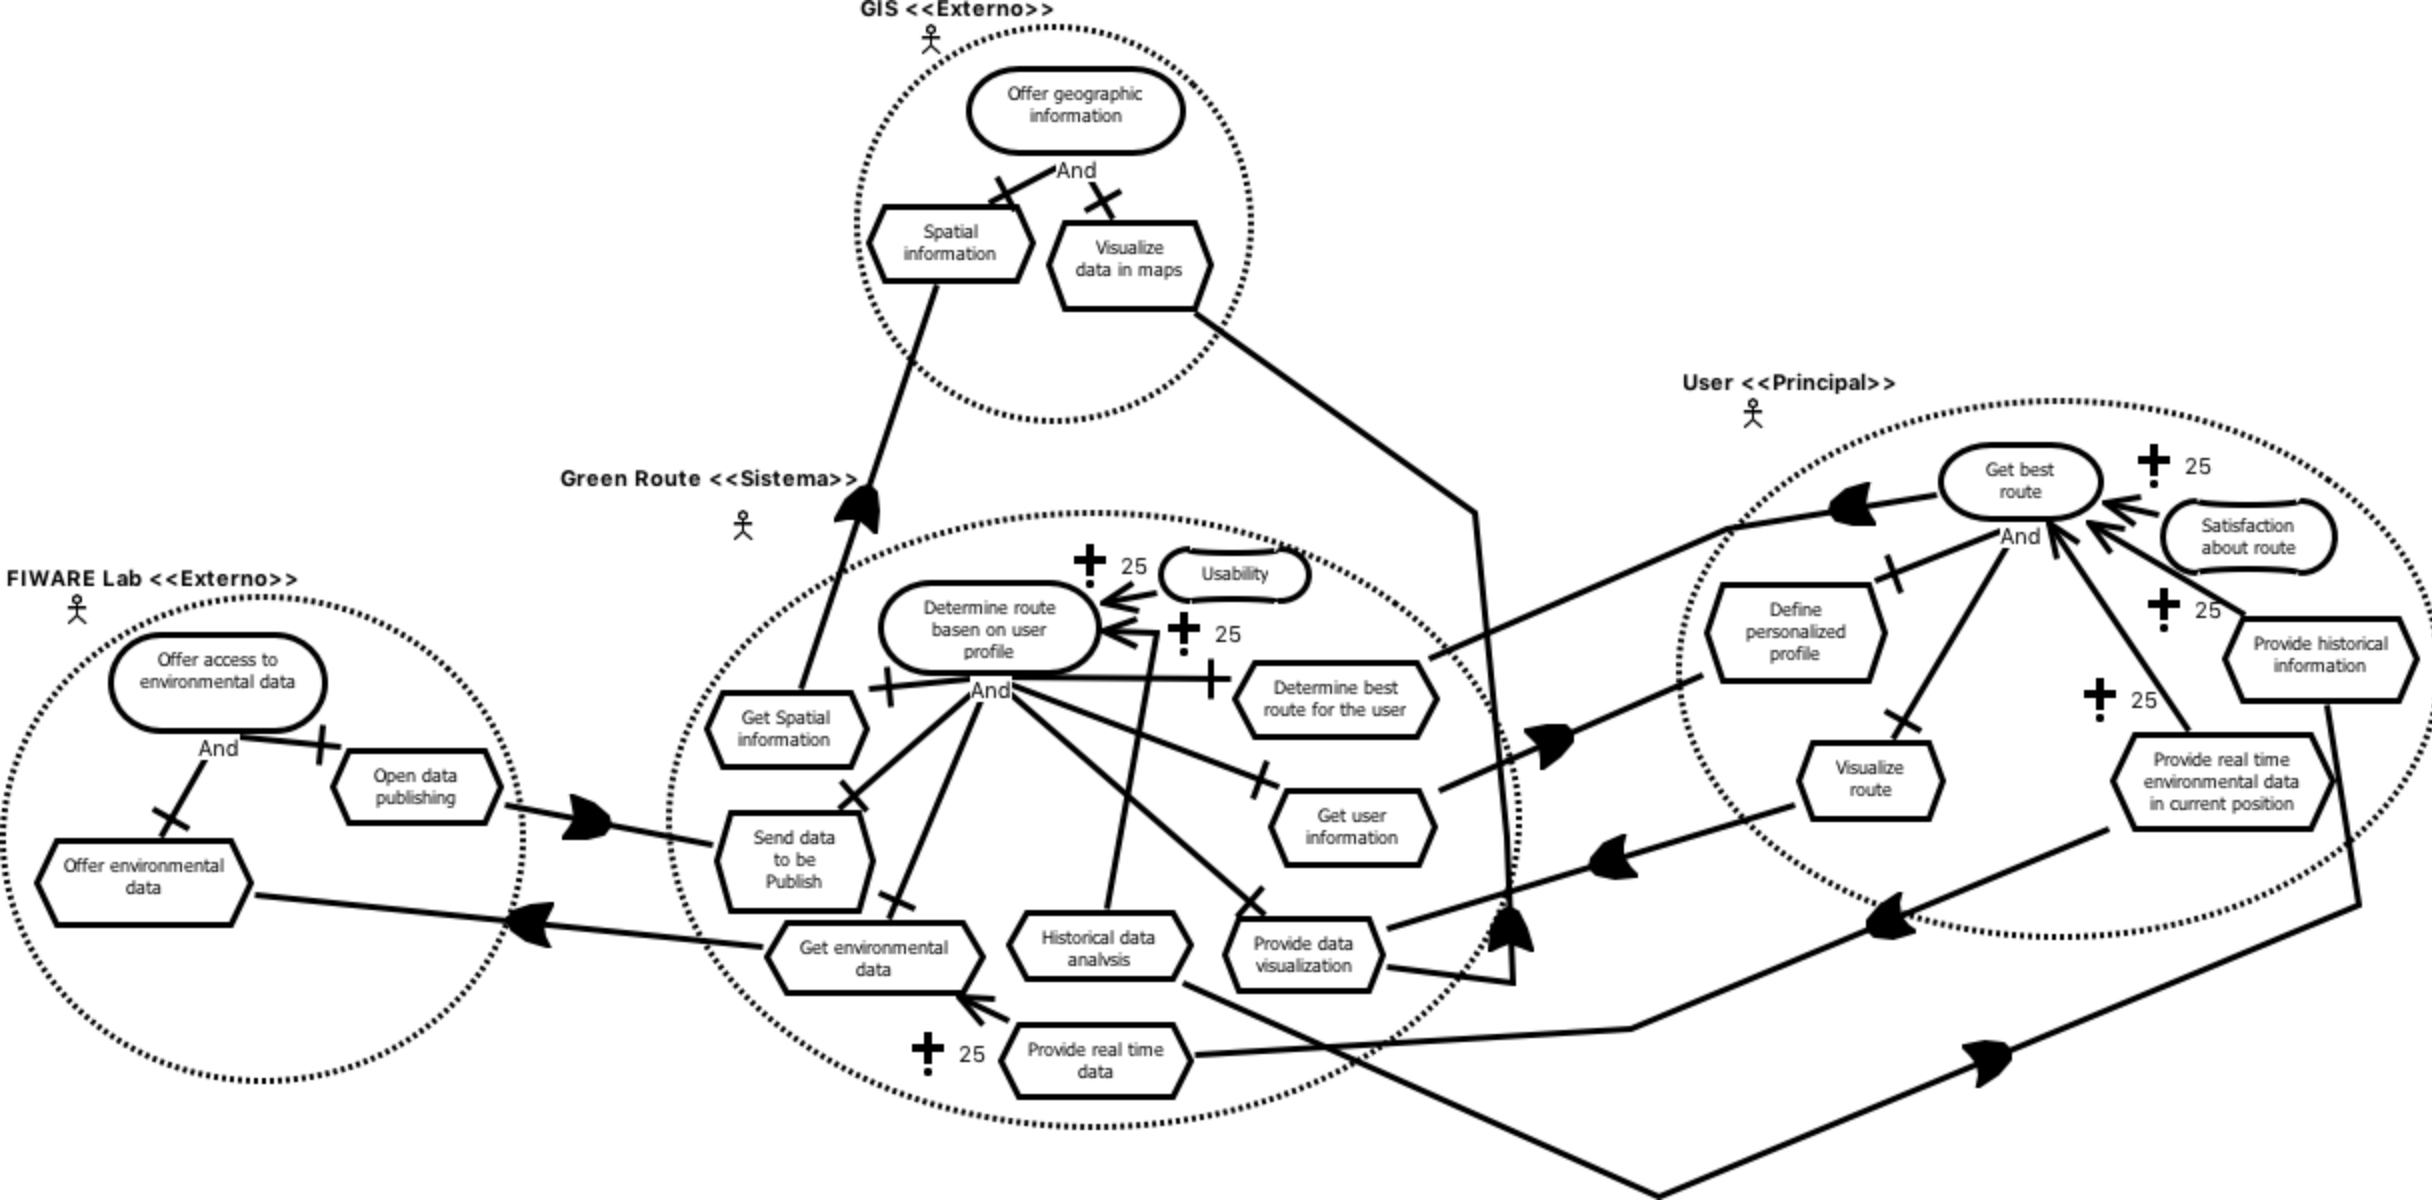 GIS <<Externo>>
Offer geographic
information
And
Spatial
information
Visualize
data in maps
User <<Principal>>
Get best
route
25
Satisfaction
about route
And
Define
personalized
profile
25
Provide historical
information
25
Visualize
route
Provide real time
environmental data
in current position
Green Route <<Sistema>>
25
Usability
Determine route
basen on user
profile
25
And
Determine best
route for the user
Get Spatial
information
Get user
information
Send data
to be
Publish
Get environmental
data
Historical data
analvsis
Provide data
visualization
25
Provide real time
data
FIWARE Lab <<Externo>>
Offer access to
environmental data
And
Open data
publishing
Offer environmental
data